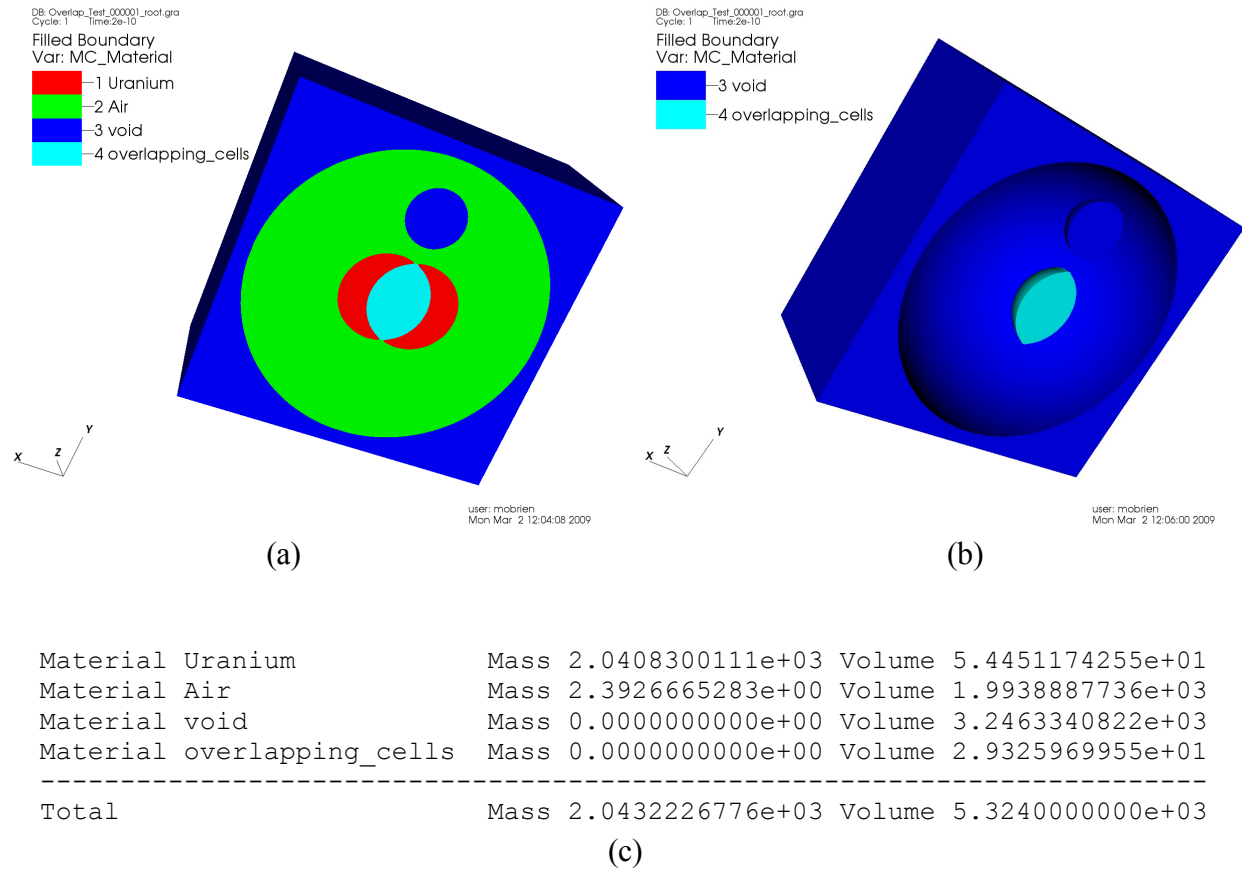 DB: Overlap_Test_000001_root.gra
Cycle: 1 Time:2e-10
Filled Boundary
Var: MC_Material
1 Uranium
2 Air
3 void
4 overlapping_cells
X
Z
Y
user: mobrien
Mon Mar 2 12:04:08 2009
(a)
DB: Overlap_Test_000001_root.gra
Cycle: 1 Time:2e-10
Filled Boundary
Var: MC_Material
3 void
4 overlapping_cells
X
Z
Y
user: mobrien
Mon Mar 2 12:06:00 2009
(b)
Material Uranium Mass 2.0408300111e+03 Volume 5.4451174255e+01
Material Air Mass 2.3926665283e+00 Volume 1.9938887736e+03
Material void Mass 0.0000000000e+00 Volume 3.2463340822e+03
Material overlapping_cells Mass 0.0000000000e+00 Volume 2.9325969955e+01
--------------------------------------------------------------------------
Total Mass 2.0432226776e+03 Volume 5.3240000000e+03
(c)